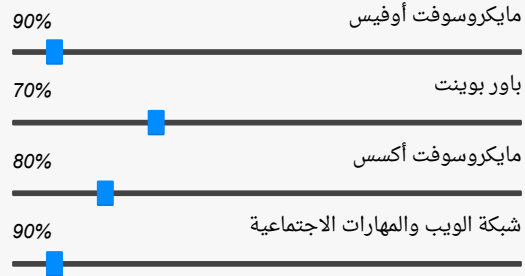 مايكروسوفت أوفيس
90%
باور بوينت
70%
مايكروسوفت أكسس
80%
شبكة الويب والمهارات الاجتماعية
90%